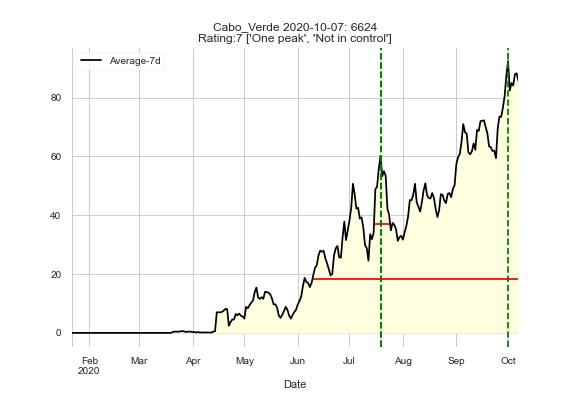 Cabo_Verde 2020-10-07: 6624
Rating:7 ['One peak', 'Not in control']
Average-7d
80
60
40
20
0
Feb
2020
Mar
Apr
May
Jun
Jul
Aug
Sep
Oct
Date